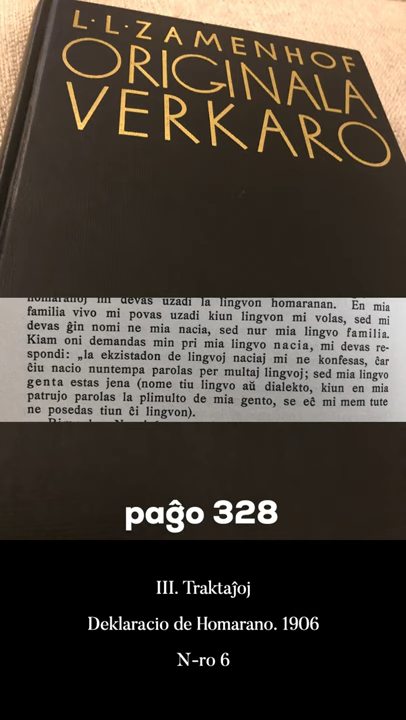 L·L·ZAMENHOF
ORIGINALA
VERKARO
homarano) mi devas uzadi la lingvon homaranan. En mia
familia vivo mi povas uzadi kiun lingvon mi volas, sed mi
devas ĝin nomi ne mia nacia, sed nur mia lingvo familia.
Kiam oni demandas min pri mia lingvo nacia, mi devas re-
spondi: „la ekzistadon de lingvoj naciaj mi ne konfesas, ĉar
ĉiu nacio nuntempa parolas per multaj lingvoj; sed mia lingvo
genta estas jena (nome tiu lingvo aŭ dialekto, kiun en mia
patrujo parolas la plimulto de mia gento, se eĉ mi mem tute
ne posedas tiun ĉi lingvon).
paĝo 328
III. Traktaĵoj
Deklaracio de Homarano. 1906
N-ro 6